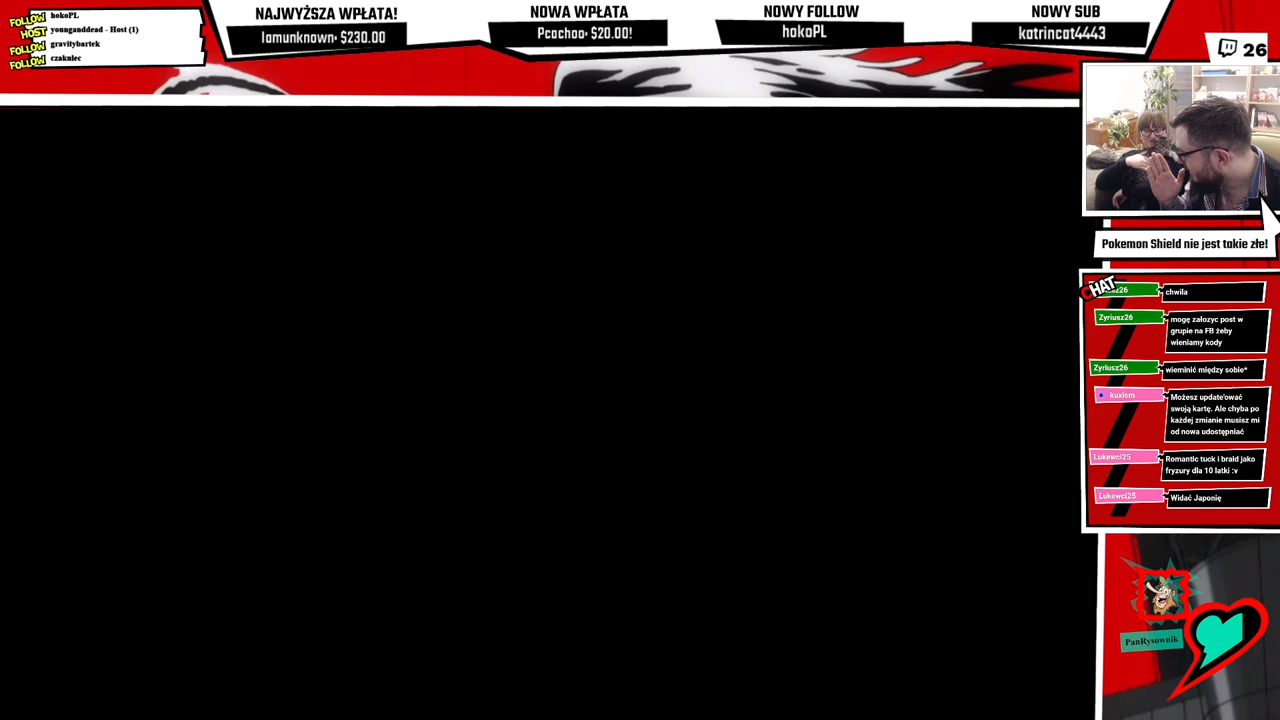 FOLLOW hokoPL
HOST younganddead - Host (1)
FOLLOW gravitybartek
FOLLOW czakulec
NAJWYŻSZA WPŁATA!
Iamunknown: $230.00
NOWA WPŁATA
Pcachoo: $20.00!
NOWY FOLLOW
hokoPL
NOWY SUB
katrincat4443
26
Pokemon Shield nie jest takie złe!
CHAT
chwila
Zyriusz26
mogę załozyc post w
grupie na FB żeby
wieniamy kody
Zyriusz26
wieminić między sobie*
kuxism
Możesz update'ować
swoją kartę. Ale chyba po
każdej zmianie musisz mi
od nowa udostępniać
Lukewci25
Romantic tuck i braid jako
fryzury dla 10 latki :v
Lukewci25
Widać Japonię
PanRysownik